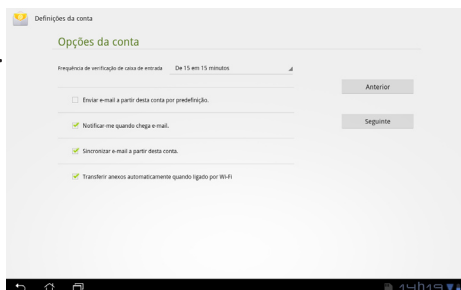 Definições da conta
Opções da conta
Frequência de verificação da caixa de entrada    De 15 em 15 minutos
Anterior
Enviar e-mail a partir desta conta por predefinição.
Seguinte
Notificar-me quando chega e-mail.
Sincronizar e-mail a partir desta conta.
Transferir anexos automaticamente quando ligado por Wi-Fi
14h19